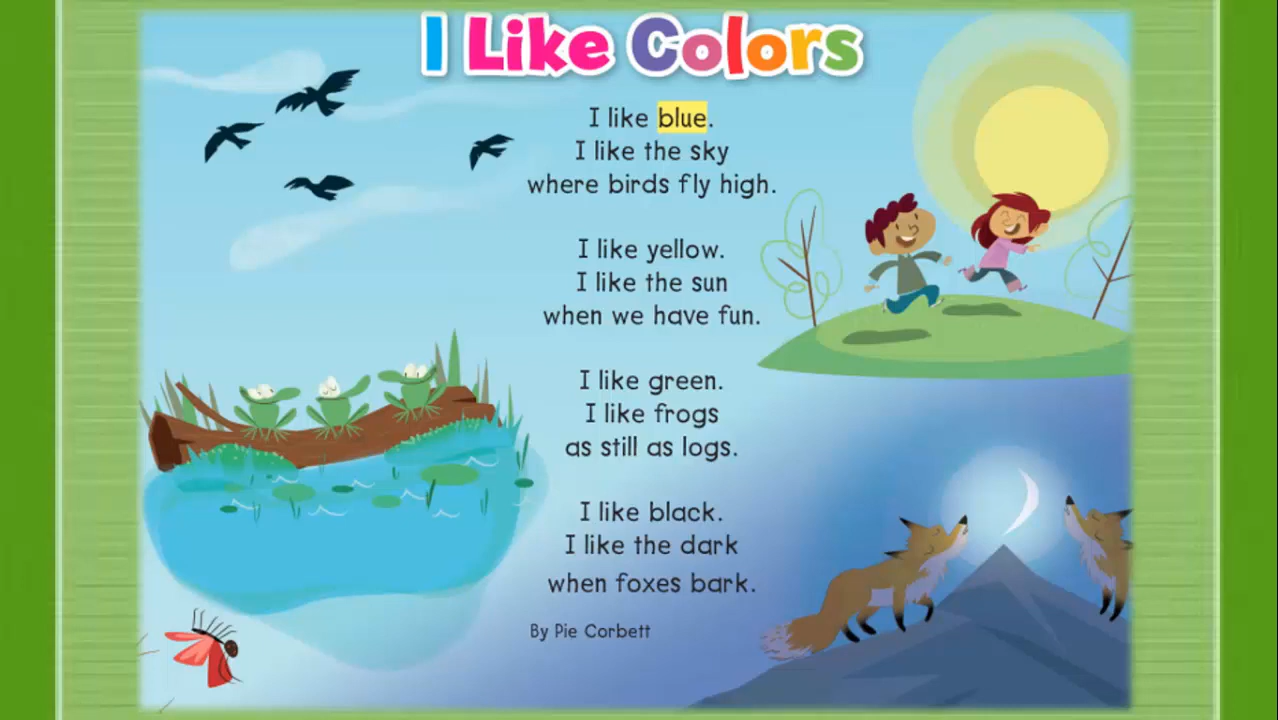 I Like Colors
I like blue.
I like the sky
where birds fly high.
I like yellow.
I like the sun
when we have fun.
I like green.
I like frogs
as still as logs.
I like black.
I like the dark
when foxes bark.
By Pie Corbett